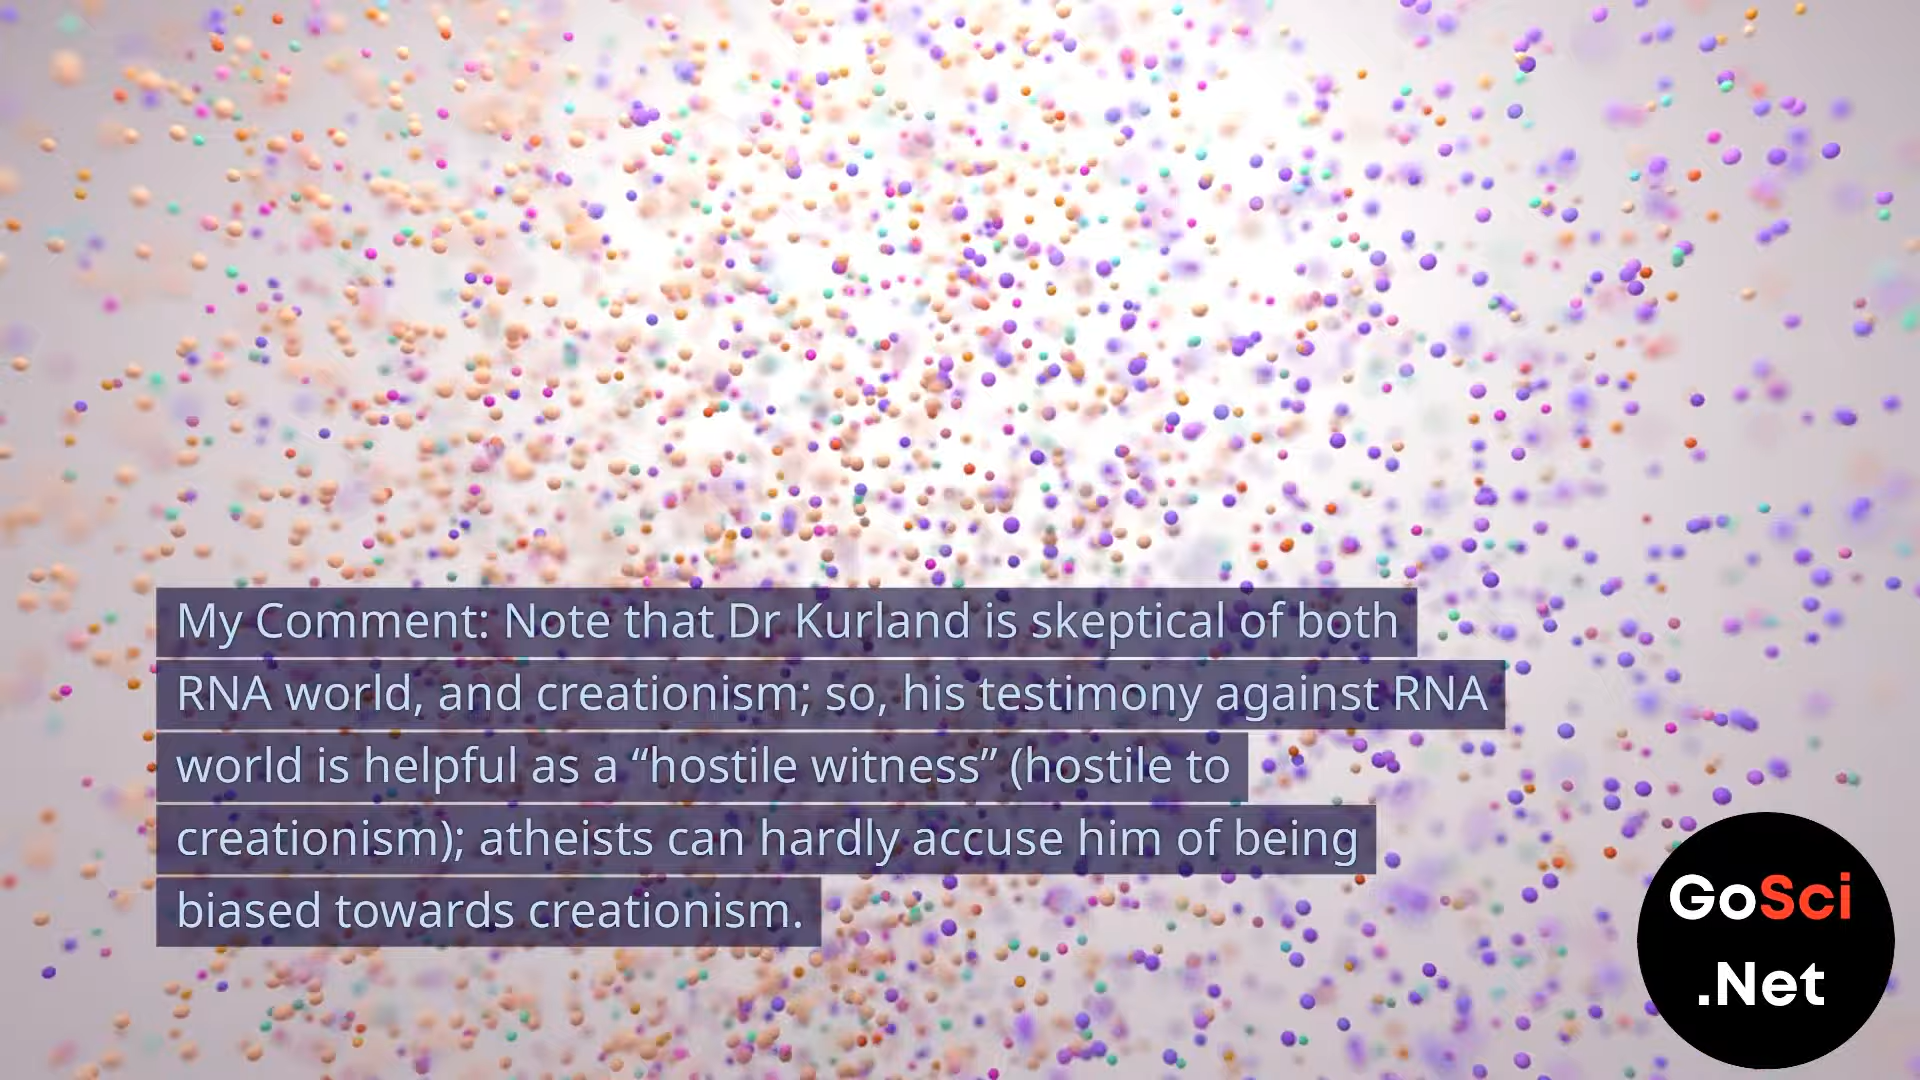 My Comment: Note that Dr Kurland is skeptical of both
RNA world, and creationism; so, his testimony against RNA
world is helpful as a “hostile witness” (hostile to
creationism); atheists can hardly accuse him of being
biased towards creationism.
GoSci
.Net